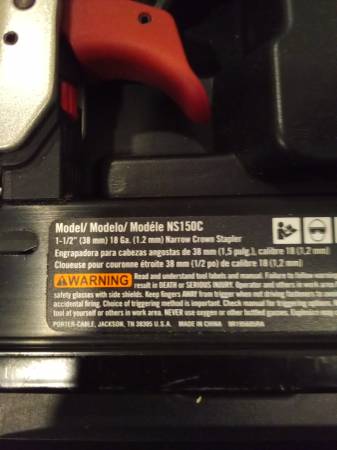 Model/ Modelo/ Modèle NS150C
1-1/2" (38 mm) 18 Ga. (1.2 mm) Narrow Crown Stapler
Engrapadora para cabezas angostas de 38 mm (1,5 pulg.), calibre 18 (1,2 mm)
Cloueuse pour couronne étroite 38 mm (1/2 po) de calibre 18 (1,2 mm)
WARNING Read and understand tool labels and manual. Failure to follow warnings
result in DEATH or SERIOUS INJURY. Operator and others in work area
safety glasses with side shields. Keep fingers AWAY from trigger when not driving fasteners to
accidental firing. Choice of triggering method is important. Check manual for triggering options.
tool at yourself or others in work area. NEVER use oxygen or other bottled gases. may
PORTER-CABLE, JACKSON, TN 38305 U.S.A. MADE IN CHINA